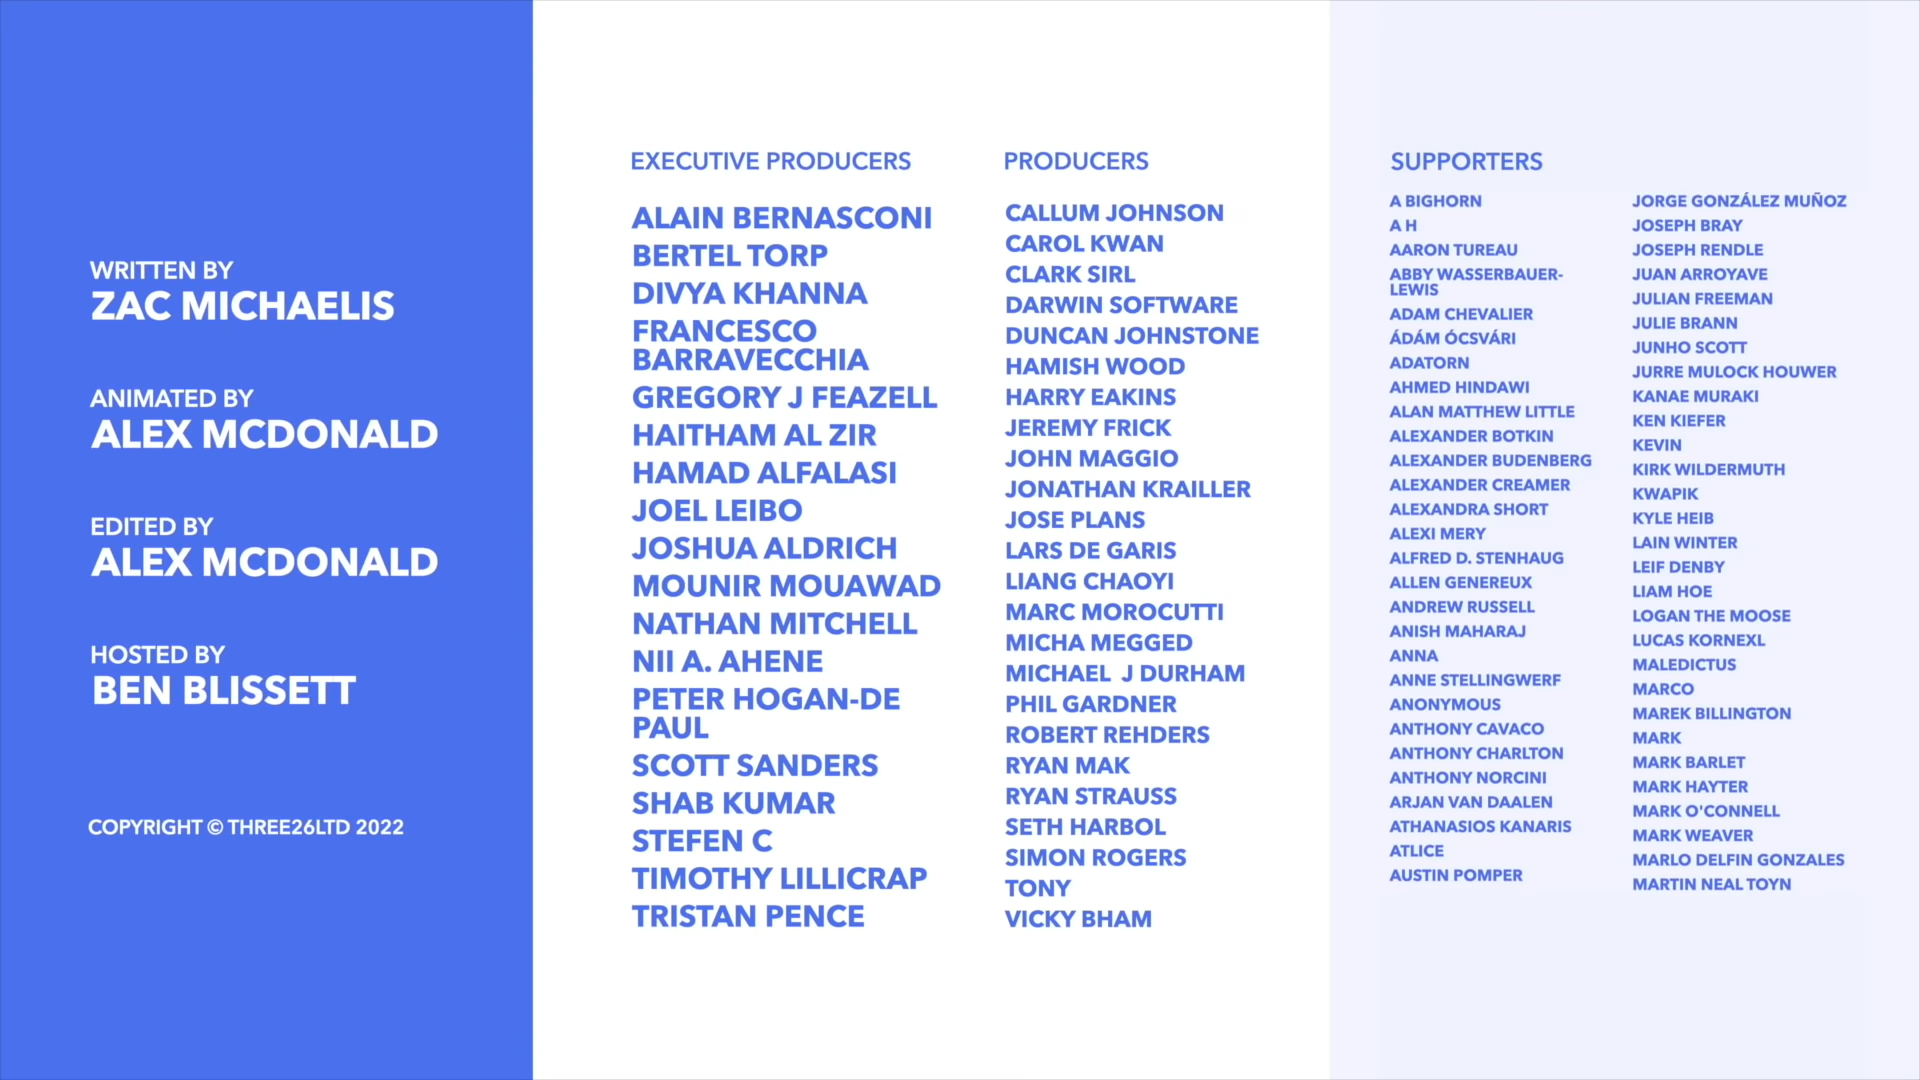 WRITTEN BY
ZAC MICHAELIS
ANIMATED BY
ALEX MCDONALD
EDITED BY
ALEX MCDONALD
HOSTED BY
BEN BLISSETT
COPYRIGHT © THREE26LTD 2022
EXECUTIVE PRODUCERS
ALAIN BERNASCONI
BERTEL TORP
DIVYA KHANNA
FRANCESCO
BARRAVECCHIA
GREGORY J FEAZELL
HAITHAM AL ZIR
HAMAD ALFALASI
JOEL LEIBO
JOSHUA ALDRICH
MOUNIR MOUAWAD
NATHAN MITCHELL
NII A. AHENE
PETER HOGAN-DE
PAUL
SCOTT SANDERS
SHAB KUMAR
STEFEN C
TIMOTHY LILLICRAP
TRISTAN PENCE
PRODUCERS
CALLUM JOHNSON
CAROL KWAN
CLARK SIRL
DARWIN SOFTWARE
DUNCAN JOHNSTONE
HAMISH WOOD
HARRY EAKINS
JEREMY FRICK
JOHN MAGGIO
JONATHAN KRAILLER
JOSE PLANS
LARS DE GARIS
LIANG CHAOYI
MARC MOROCUTTI
MICHA MEGGED
MICHAEL  J DURHAM
PHIL GARDNER
ROBERT REHDERS
RYAN MAK
RYAN STRAUSS
SETH HARBOL
SIMON ROGERS
TONY
VICKY BHAM
SUPPORTERS
A BIGHORN
A H
AARON TUREAU
ABBY WASSERBAUER-
LEWIS
ADAM CHEVALIER
ÁDÁM ÓCSVÁRI
ADATORN
AHMED HINDAWI
ALAN MATTHEW LITTLE
ALEXANDER BOTKIN
ALEXANDER BUDENBERG
ALEXANDER CREAMER
ALEXANDRA SHORT
ALEXI MERY
ALFRED D. STENHAUG
ALLEN GENEREUX
ANDREW RUSSELL
ANISH MAHARAJ
ANNA
ANNE STELLINGWERF
ANONYMOUS
ANTHONY CAVACO
ANTHONY CHARLTON
ANTHONY NORCINI
ARJAN VAN DAALEN
ATHANASIOS KANARIS
ATLICE
AUSTIN POMPER
JORGE GONZÁLEZ MUÑOZ
JOSEPH BRAY
JOSEPH RENDLE
JUAN ARROYAVE
JULIAN FREEMAN
JULIE BRANN
JUNHO SCOTT
JURRE MULOCK HOUWER
KANAE MURAKI
KEN KIEFER
KEVIN
KIRK WILDERMUTH
KWAPIK
KYLE HEIB
LAIN WINTER
LEIF DENBY
LIAM HOE
LOGAN THE MOOSE
LUCAS KORNEXL
MALEDICTUS
MARCO
MAREK BILLINGTON
MARK
MARK BARLET
MARK HAYTER
MARK O'CONNELL
MARK WEAVER
MARLO DELFIN GONZALES
MARTIN NEAL TOYN